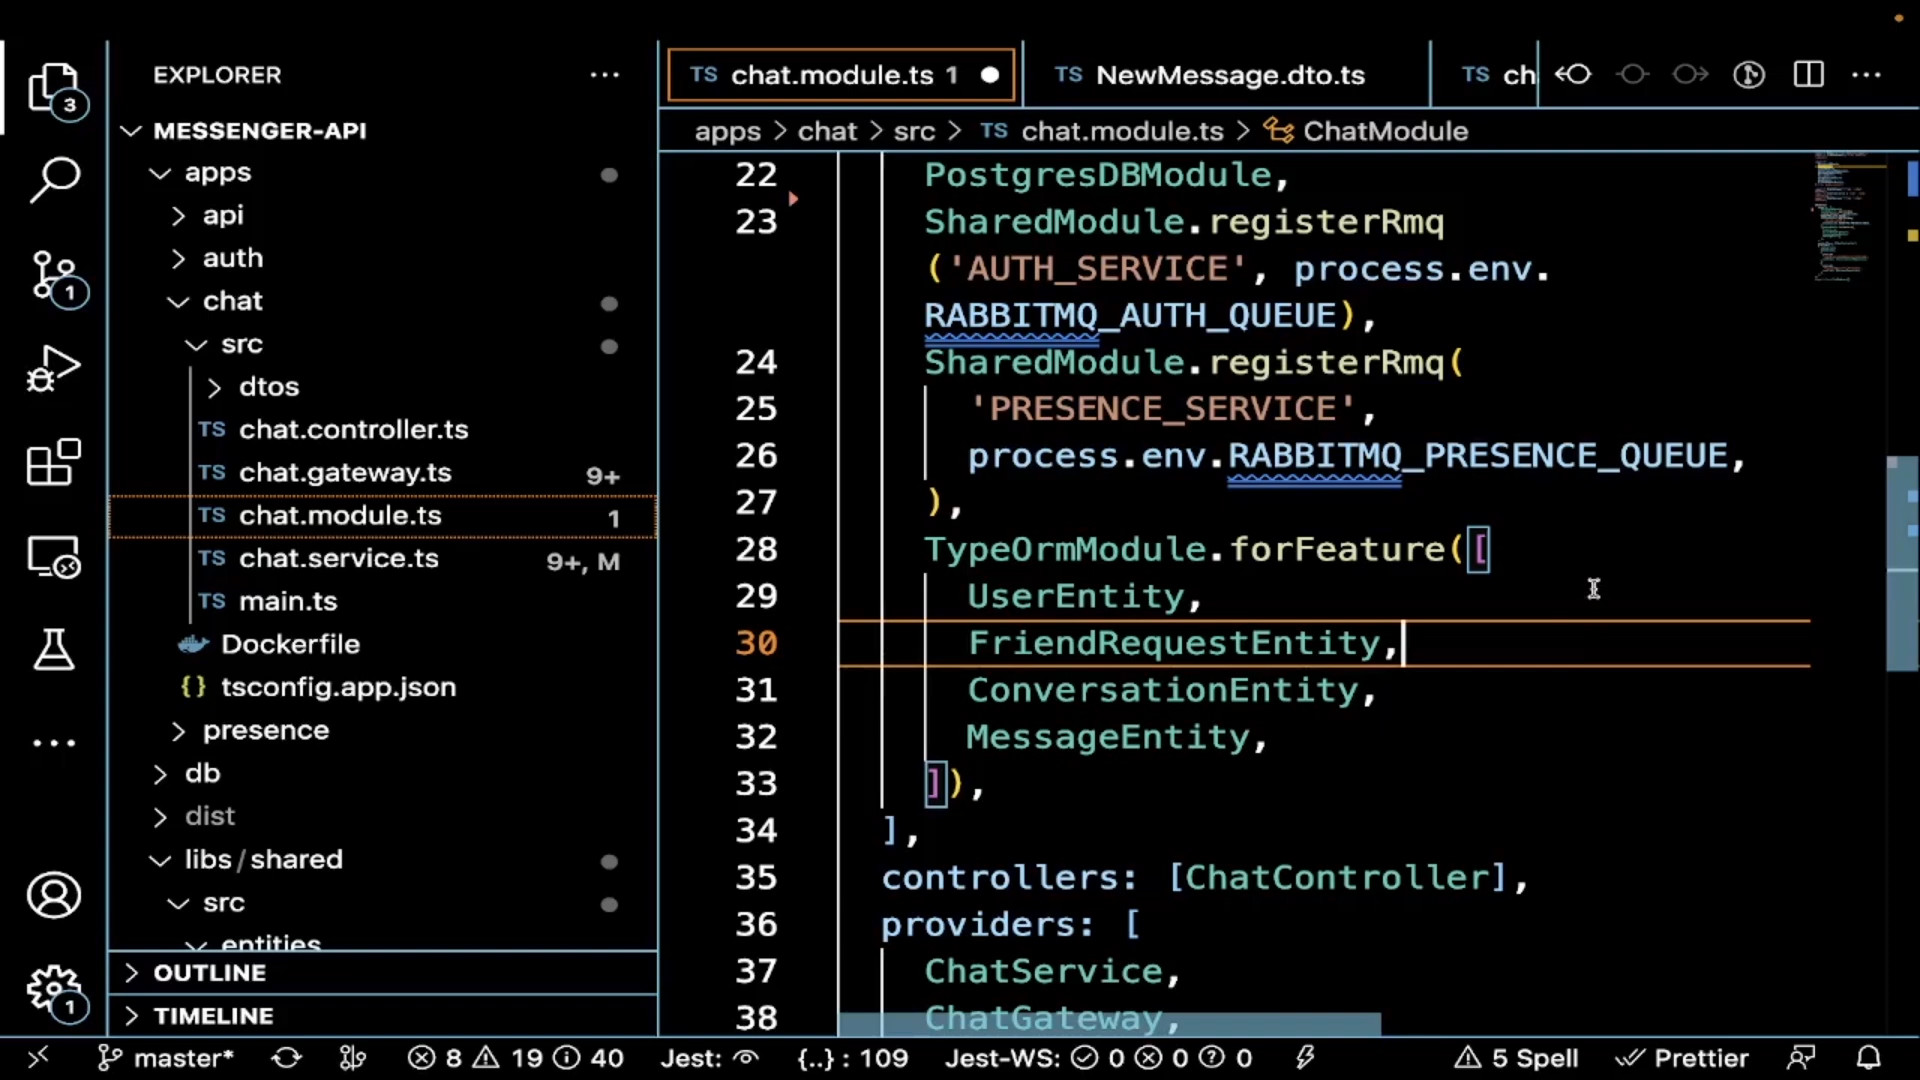 EXPLORER
MESSENGER-API
apps
api
auth
chat
src
dtos
TS chat.controller.ts
TS chat.gateway.ts 9+
TS chat.module.ts 1
TS chat.service.ts 9+, M
TS main.ts
Dockerfile
{} tsconfig.app.json
presence
db
dist
libs/shared
src
entities
OUTLINE
TIMELINE
3
1
1
TS chat.module.ts 1
TS NewMessage.dto.ts
TS ch
apps > chat > src > TS chat.module.ts > ChatModule
22 PostgresDBModule,
23 SharedModule.registerRmq
('AUTH_SERVICE', process.env.
RABBITMQ_AUTH_QUEUE),
24 SharedModule.registerRmq(
25 'PRESENCE_SERVICE',
26 process.env.RABBITMQ_PRESENCE_QUEUE,
27 ),
28 TypeOrmModule.forFeature([
29 UserEntity,
30 FriendRequestEntity,
31 ConversationEntity,
32 MessageEntity,
33 ]),
34 ],
35 controllers: [ChatController],
36 providers: [
37 ChatService,
38 ChatGateway,
master* 8 19 40 Jest: {..} : 109 Jest-WS: 0 0 0 5 Spell Prettier